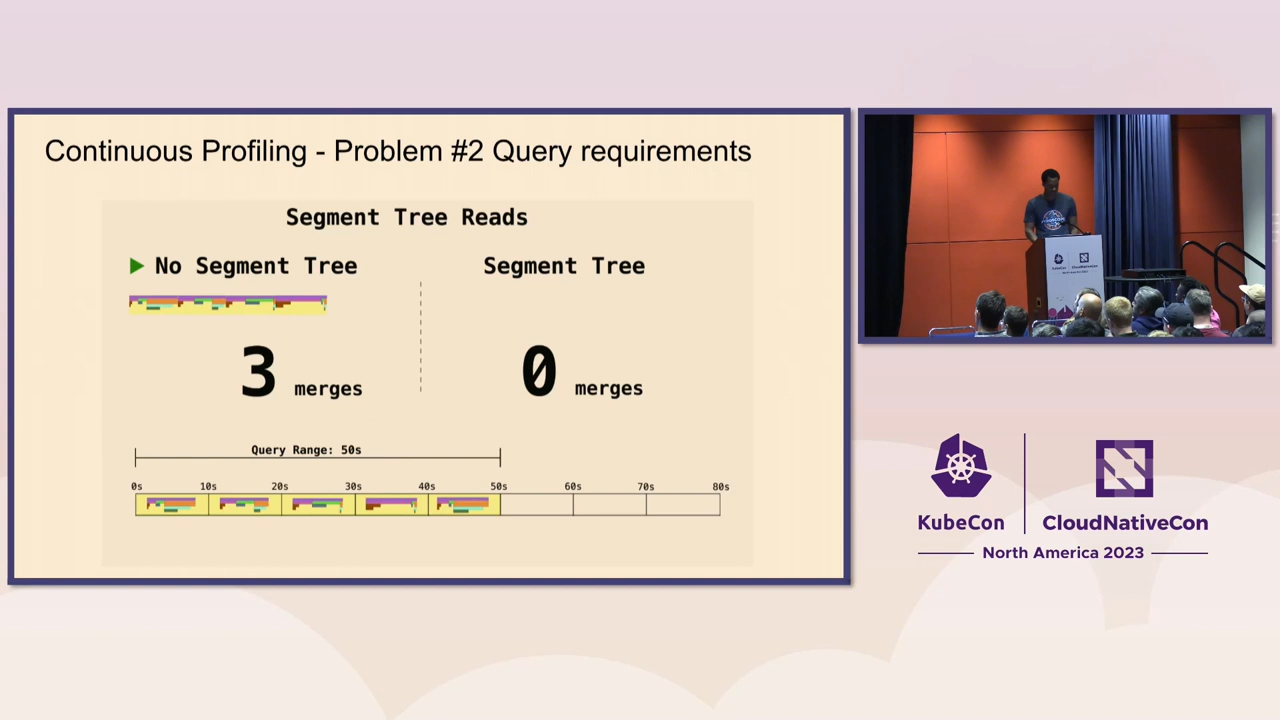 Continuous Profiling - Problem #2 Query requirements
Segment Tree Reads
No Segment Tree
Segment Tree
3 merges
0 merges
Query Range: 50s
0s 10s 20s 30s 40s 50s 60s 70s 80s
KubeCon
CloudNativeCon
North America 2023